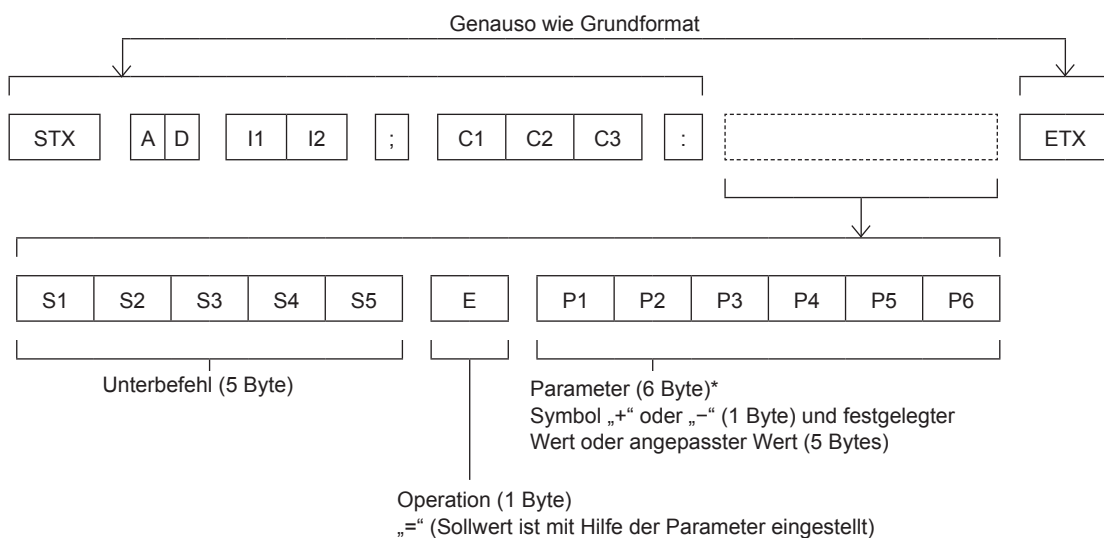 Genauso wie Grundformat
STX A D I1 I2 ; C1 C2 C3 : ETX
S1 S2 S3 S4 S5 E P1 P2 P3 P4 P5 P6
Unterbefehl (5 Byte)
Parameter (6 Byte)*
Symbol „+“ oder „−“ (1 Byte) und festgelegter
Wert oder angepasster Wert (5 Bytes)
Operation (1 Byte)
„=“ (Sollwert ist mit Hilfe der Parameter eingestellt)